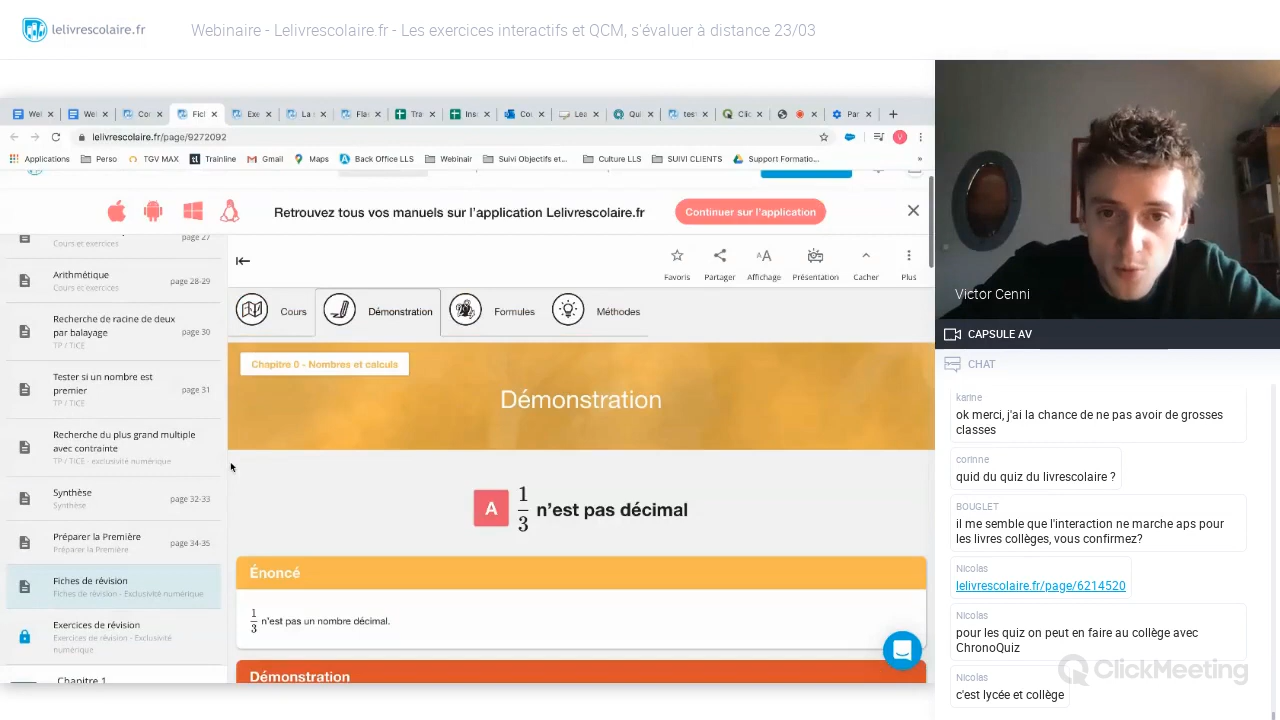 lelivrescolaire.fr
Webinaire - Lelivrescolaire.fr - Les exercices interactifs et QCM, s'évaluer à distance 23/03
lelivrescolaire.fr/page/9272092
Applications
Perso
TGV MAX
Trainline
Gmail
Maps
Back Office LLS
Webinar
Suivi Objectifs et...
Culture LLS
SUIVI CLIENTS
Support Formatio...
»
Retrouvez tous vos manuels sur l'application Lelivrescolaire.fr
Continuer sur l'application
page 27
Cours et exercices
Arithmétique
Cours et exercices
page 28-29
Recherche de racine de deux
par balayage
TP / TICE
page 30
Tester si un nombre est
premier
TP / TICE
page 31
Recherche du plus grand multiple
avec contrainte
TP / TICE - exclusivité numérique
Synthèse
Synthèse
page 32-33
Préparer la Première
Préparer la Première
page 34-35
Fiches de révision
Fiches de révision - Exclusivité numérique
Exercices de révision
Exercices de révision - Exclusivité
numérique
Chapitre 1
Favoris
Partager
AA
Affichage
Présentation
Cacher
Plus
Cours
Démonstration
Formules
Méthodes
Chapitre 0 - Nombres et calculs
Démonstration
A 1/3 n'est pas décimal
Énoncé
1/3 n'est pas un nombre décimal.
Démonstration
Victor Cenni
CAPSULE AV
CHAT
karine
ok merci, j'ai la chance de ne pas avoir de grosses
classes
corinne
quid du quiz du livrescolaire ?
BOUGLET
il me semble que l'interaction ne marche aps pour
les livres collèges, vous confirmez?
Nicolas
lelivrescolaire.fr/page/6214520
Nicolas
pour les quiz on peut en faire au collège avec
ChronoQuiz
Nicolas
c'est lycée et collège
ClickMeeting